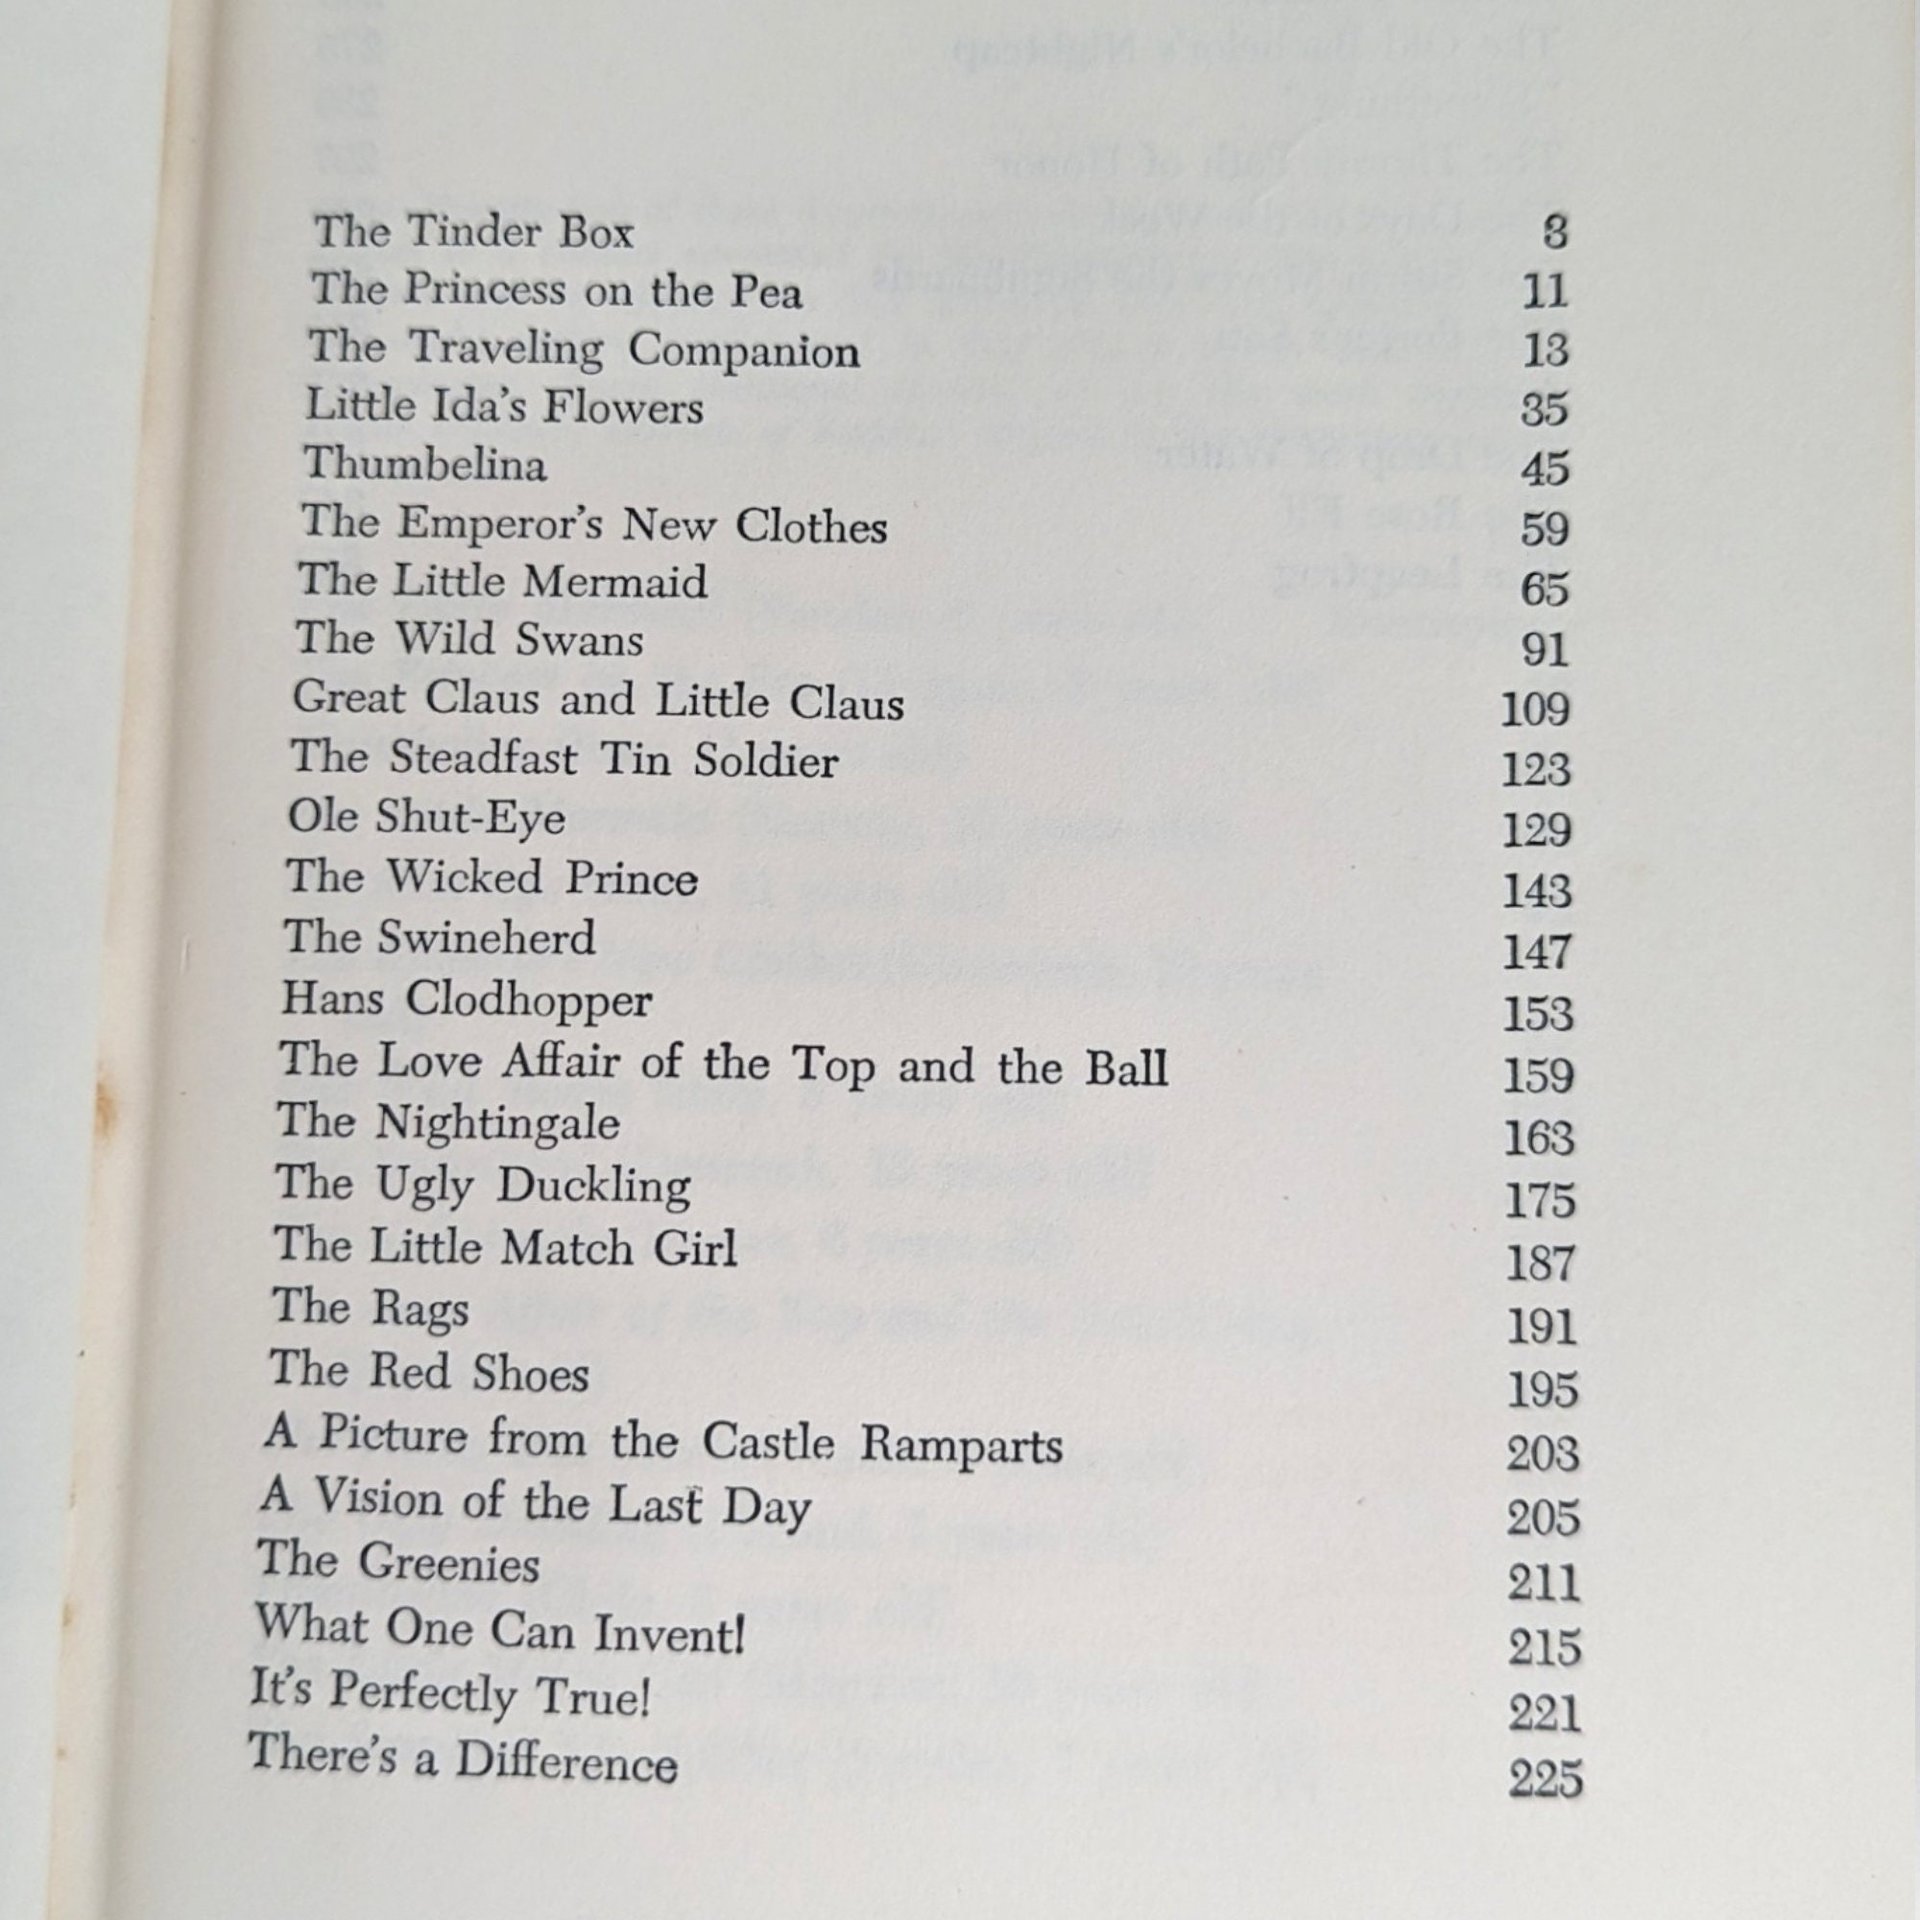 The Tinder Box 3
The Princess on the Pea 11
The Traveling Companion 13
Little Ida's Flowers 35
Thumbelina 45
The Emperor's New Clothes 59
The Little Mermaid 65
The Wild Swans 91
Great Claus and Little Claus 109
The Steadfast Tin Soldier 123
Ole Shut-Eye 129
The Wicked Prince 143
The Swineherd 147
Hans Clodhopper 153
The Love Affair of the Top and the Ball 159
The Nightingale 163
The Ugly Duckling 175
The Little Match Girl 187
The Rags 191
The Red Shoes 195
A Picture from the Castle Ramparts 203
A Vision of the Last Day 205
The Greenies 211
What One Can Invent! 215
It's Perfectly True! 221
There's a Difference 225